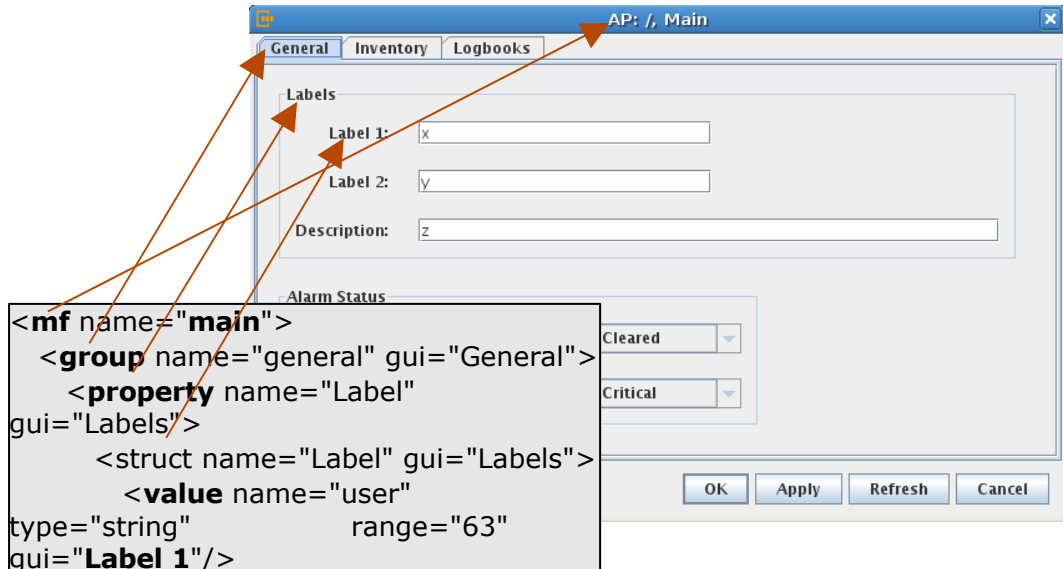 AP: /, Main
General Inventory Logbooks
Labels
Label 1: x
Label 2: y
Description: z
Alarm Status
Cleared
Critical
OK Apply Refresh Cancel
<mf name="main">
<group name="general" gui="General">
<property name="Label"
gui="Labels">
<struct name="Label" gui="Labels">
<value name="user"
type="string" range="63"
gui="Label 1"/>